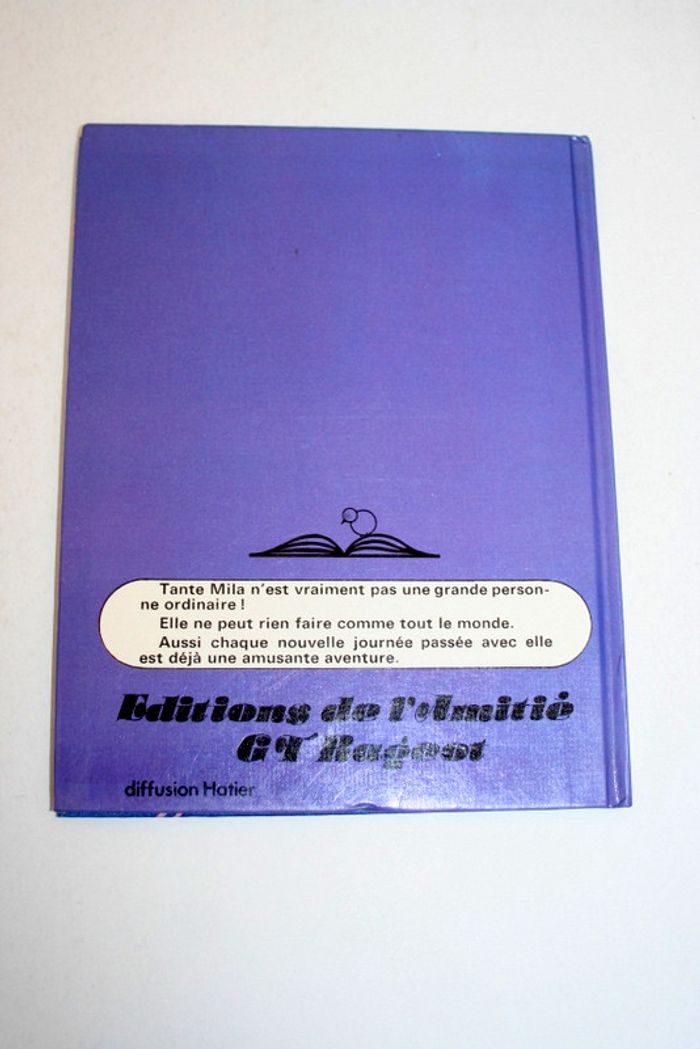 Tante Mila n'est vraiment pas une grande person-
ne ordinaire !
Elle ne peut rien faire comme tout le monde.
Aussi chaque nouvelle journée passée avec elle
est déjà une amusante aventure.
Editions de l'Amitié
GT Rageot
diffusion Hatier